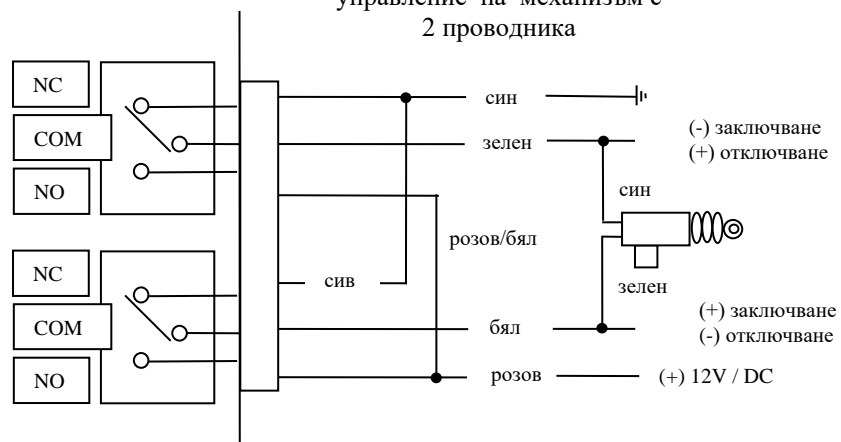 управление на механизъм с
2 проводника
NC
COM
NO
син
зелен
(-) заключване
(+) отключване
син
розов/бял
зелен
NC
COM
NO
сив
бял
(+) заключване
(-) отключване
розов
(+) 12V / DC